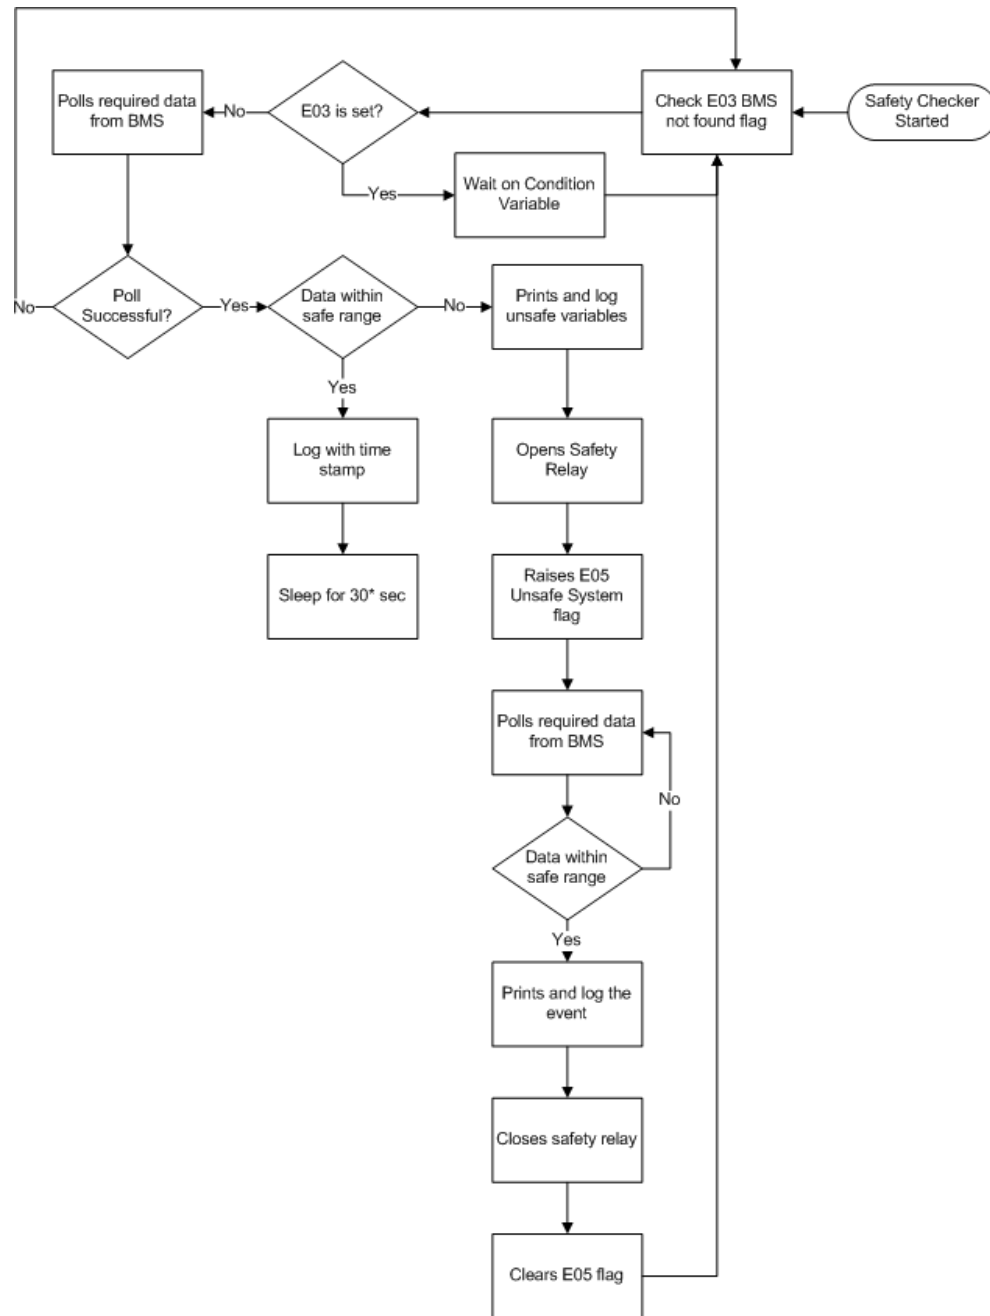 Polls required data
from BMS
E03 is set?
Check E03 BMS
not found flag
Safety Checker
Started
No
Yes
Wait on Condition
Variable
No
Poll
Successful?
Yes
Data within
safe range
No
Prints and log
unsafe variables
Yes
Log with time
stamp
Opens Safety
Relay
Sleep for 30* sec
Raises E05
Unsafe System
flag
Polls required data
from BMS
No
Data within
safe range
Yes
Prints and log the
event
Closes safety relay
Clears E05 flag